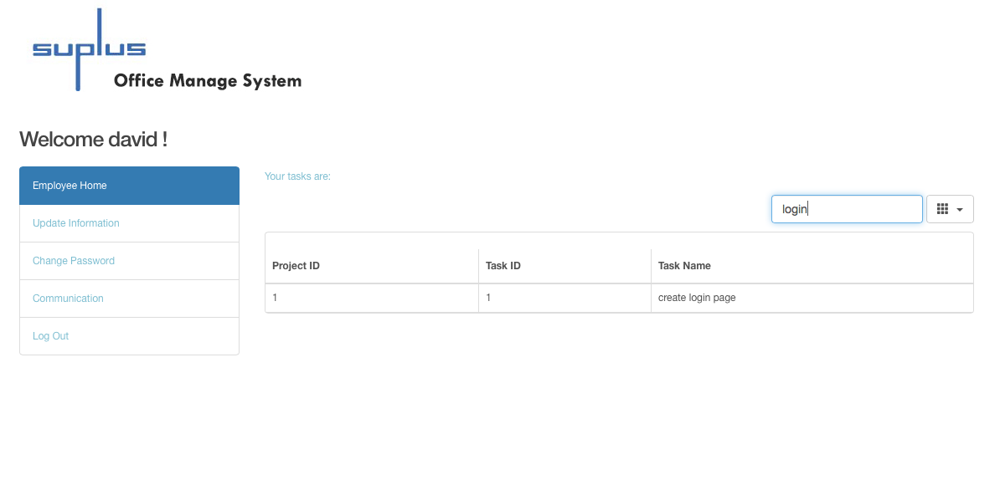 suplus
Office Manage System
Welcome david !
Employee Home
Update Information
Change Password
Communication
Log Out
Your tasks are:
login
Project ID Task ID Task Name
1 1 create login page